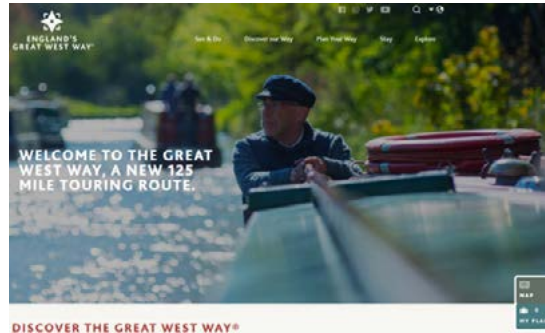 ENGLAND'S
GREAT WEST WAY®
See & Do Discover our Way Plan Your Way Stay Explore
WELCOME TO THE GREAT
WEST WAY, A NEW 125
MILE TOURING ROUTE.
MAP
0
MY PLAN
DISCOVER THE GREAT WEST WAY®